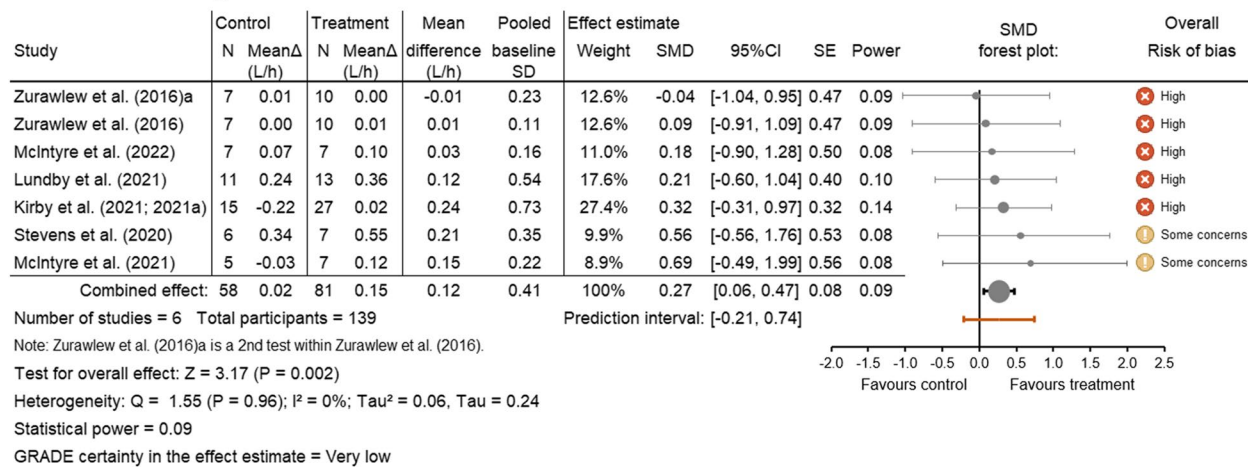 Control Treatment Mean Pooled Effect estimate SMD Overall
Study N MeanΔ N MeanΔ difference baseline Weight SMD 95%CI SE Power forest plot: Risk of bias
(L/h) (L/h) (L/h) SD
Zurawlew et al. (2016)a 7 0.01 10 0.00 -0.01 0.23 12.6% -0.04 [-1.04, 0.95] 0.47 0.09 High
Zurawlew et al. (2016) 7 0.00 10 0.01 0.01 0.11 12.6% 0.09 [-0.91, 1.09] 0.47 0.09 High
McIntyre et al. (2022) 7 0.07 7 0.10 0.03 0.16 11.0% 0.18 [-0.90, 1.28] 0.50 0.08 High
Lundby et al. (2021) 11 0.24 13 0.36 0.12 0.54 17.6% 0.21 [-0.60, 1.04] 0.40 0.10 High
Kirby et al. (2021; 2021a) 15 -0.22 27 0.02 0.24 0.73 27.4% 0.32 [-0.31, 0.97] 0.32 0.14 High
Stevens et al. (2020) 6 0.34 7 0.55 0.21 0.35 9.9% 0.56 [-0.56, 1.76] 0.53 0.08 Some concerns
McIntyre et al. (2021) 5 -0.03 7 0.12 0.15 0.22 8.9% 0.69 [-0.49, 1.99] 0.56 0.08 Some concerns
Combined effect: 58 0.02 81 0.15 0.12 0.41 100% 0.27 [0.06, 0.47] 0.08 0.09
Number of studies = 6 Total participants = 139 Prediction interval: [-0.21, 0.74]
Note: Zurawlew et al. (2016)a is a 2nd test within Zurawlew et al. (2016).
-2.0 -1.5 -1.0 -0.5 0.0 0.5 1.0 1.5 2.0 2.5
Test for overall effect: Z = 3.17 (P = 0.002) Favours control Favours treatment
Heterogeneity: Q = 1.55 (P = 0.96); I² = 0%; Tau² = 0.06, Tau = 0.24
Statistical power = 0.09
GRADE certainty in the effect estimate = Very low